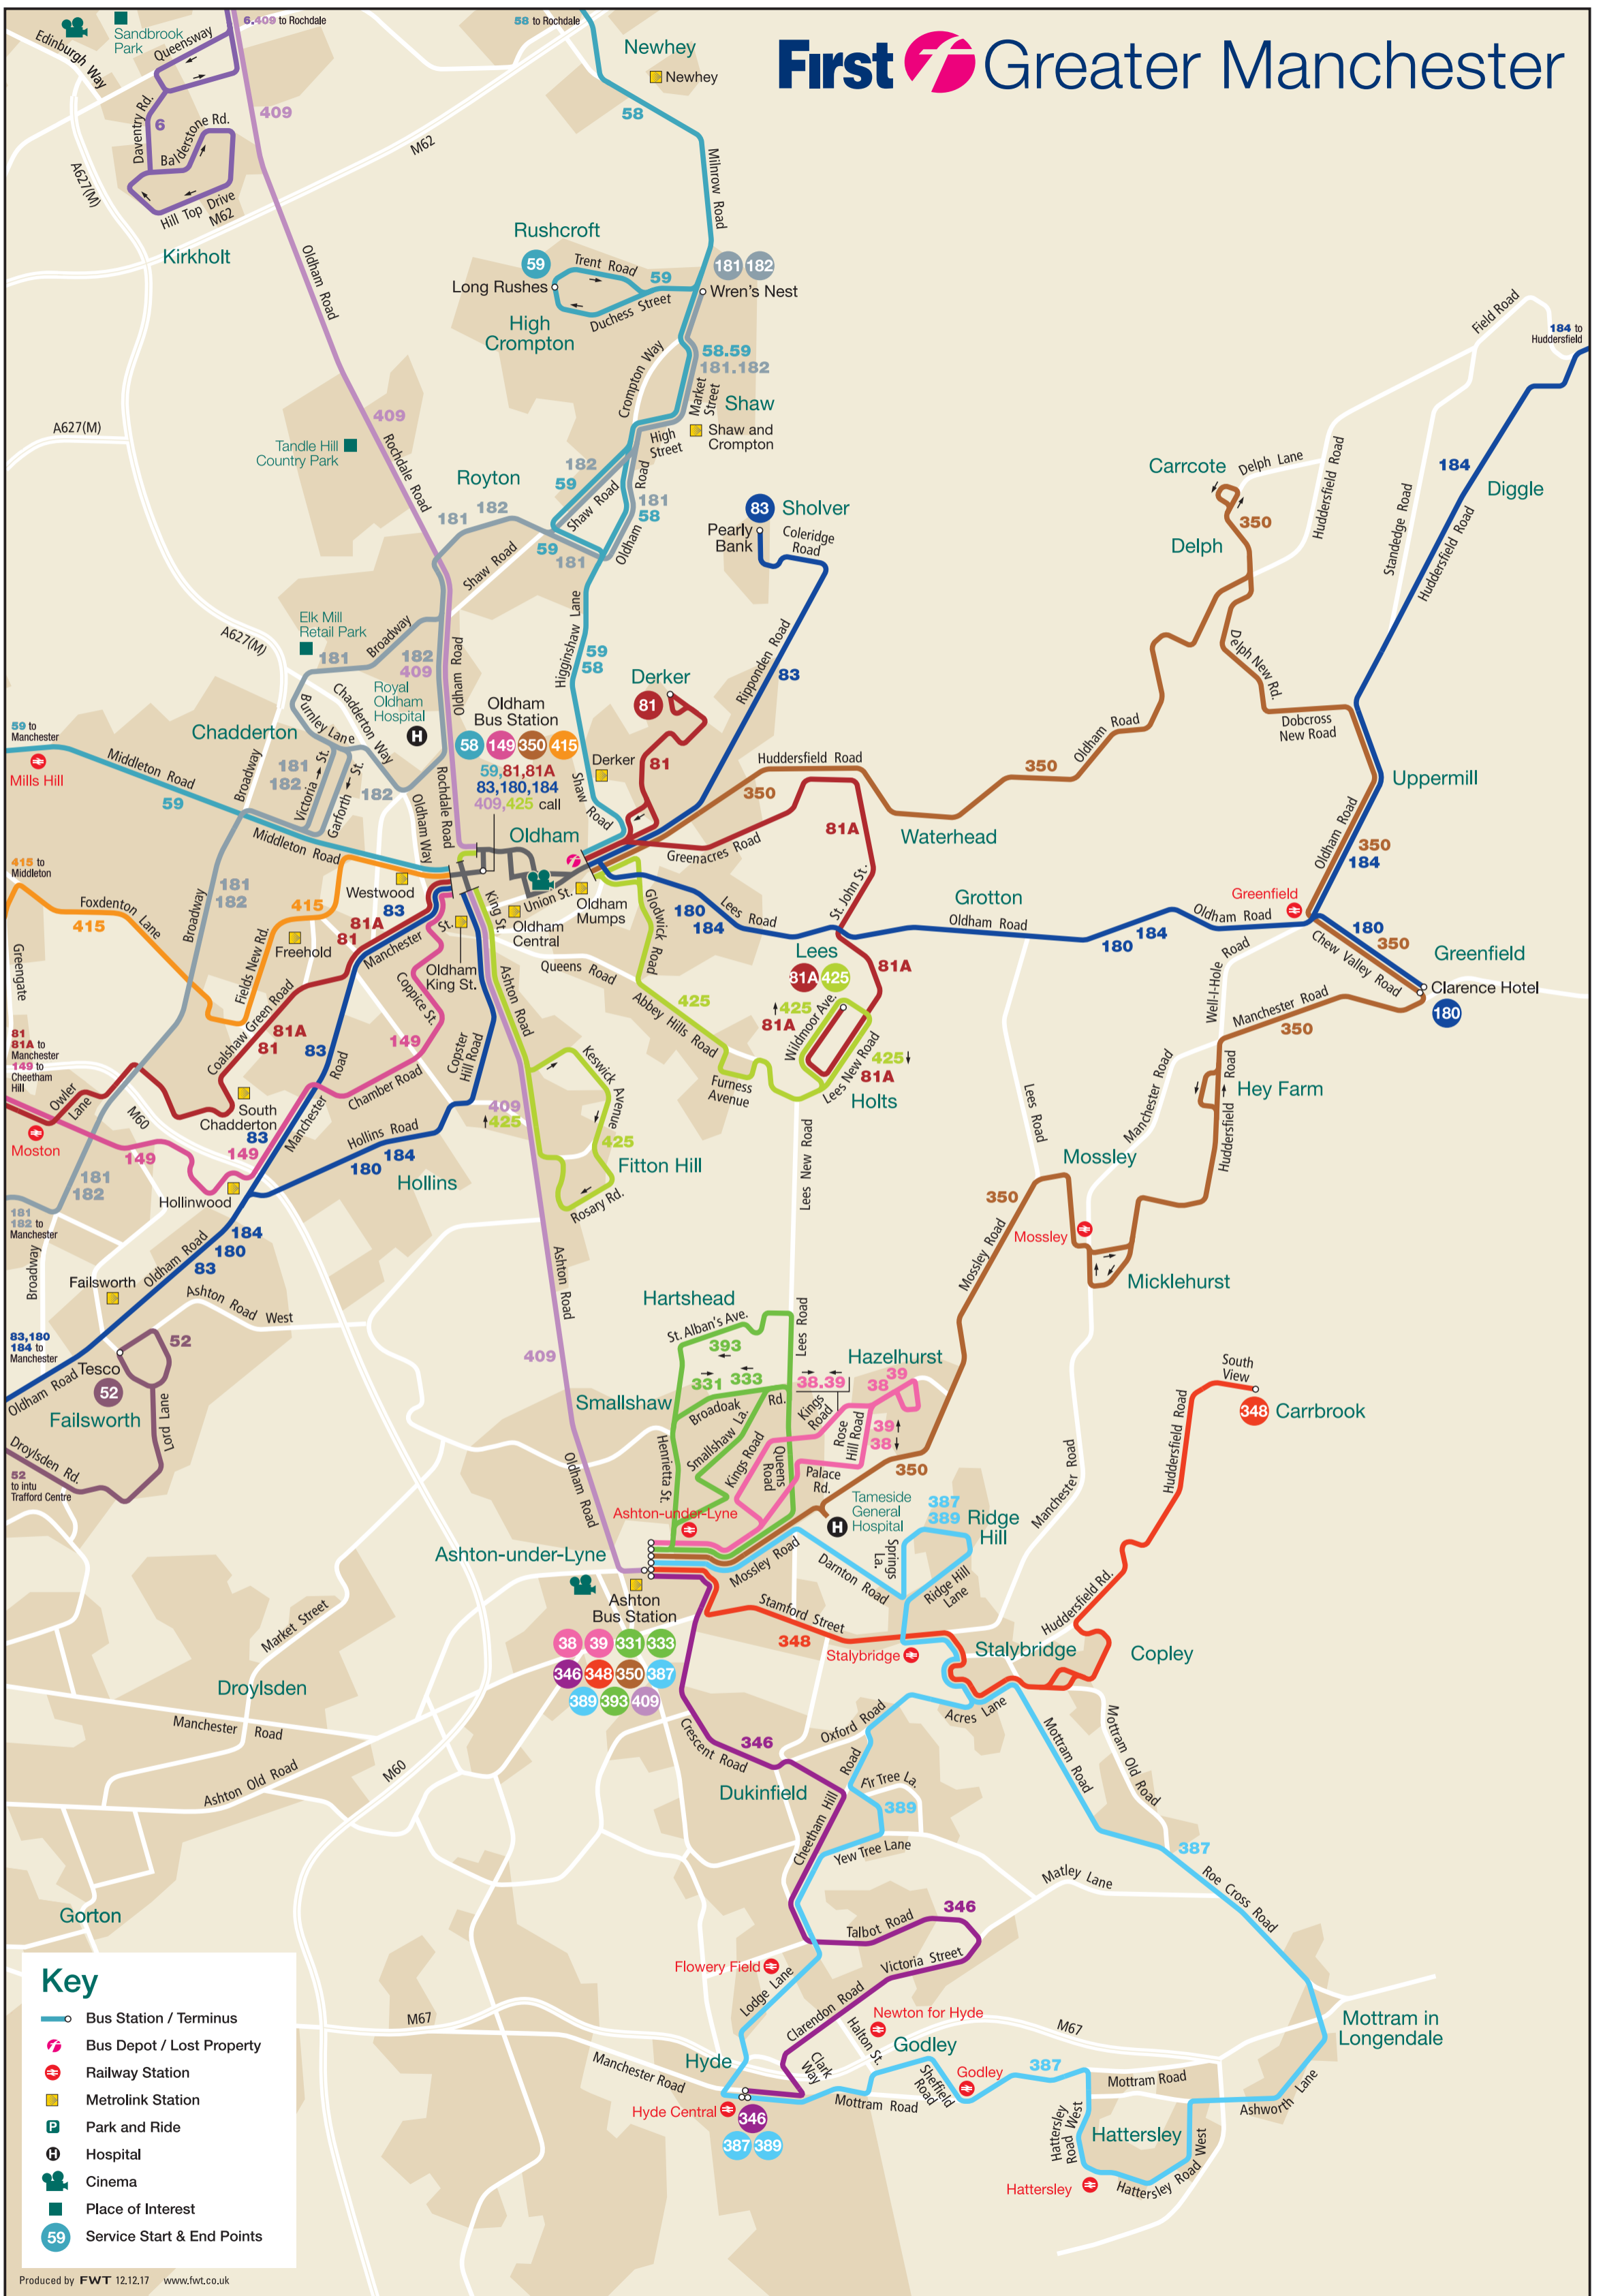 First Greater Manchester
6.409 to Rochdale
58 to Rochdale
Sandbrook
Park
Edinburgh Way
Queensway
Newhey
Newhey
409
58
Daventry Rd.
6
Balderstone Rd.
M62
A627(M)
Milnrow Road
Hill Top Drive
M62
Kirkholt
Oldham Road
Rushcroft
59
Trent Road
59
181 182
Long Rushes
Wren's Nest
Duchess Street
High
Crompton
Field Road
184 to
Huddersfield
Crompton Way
58.59
181.182
Market
Street
Shaw
409
A627(M)
Tandle Hill
Country Park
Rochdale Road
High
Street
Shaw and
Crompton
Carrcote
Delph Lane
Huddersfield Road
184
Diggle
Royton
182
59
Shaw Road
Road
181
58
Oldham
83
Sholver
Pearly
Bank
Coleridge
Road
350
Delph
Standedge Road
Huddersfield Road
181
182
59
181
Shaw Road
Elk Mill
Retail Park
A627(M)
Broadway
181
182
409
Oldham Road
Higginshaw Lane
59
58
Ripponden Road
83
Delph New Rd.
Derker
81
Royal
Oldham
Hospital
Oldham
Bus Station
58 149 350 415
59,81,81A
83,180,184
409,425 call
Burnley Lane
Chadderton Way
Chadderton
59 to
Manchester
Mills Hill
Middleton Road
59
Broadway
181
182
Victoria St.
Garforth St.
182
Oldham Way
Rochdale Road
Derker
81
Shaw Road
Huddersfield Road
350
350
Oldham Road
Dobcross
New Road
Uppermill
Middleton Road
Oldham
Greenacres Road
81A
Waterhead
Oldham Road
350
184
415 to
Middleton
Foxdenton Lane
415
181
182
Broadway
415
Westwood
83
81A
81
Union St.
Oldham
Mumps
Oldham
Central
King St.
St.
180
184
Lees Road
St. John St.
Grotton
Oldham Road
180
184
Greenfield
Oldham Road
180
350
Chew Valley Road
Greenfield
Clarence Hotel
180
Greengate
Fields New Rd.
Freehold
Manchester
Oldham
King St.
Queens Road
Glodwick Road
Lees
81A 425
81A
Well-I-Hole Road
Manchester Road
350
Coppice St.
Ashton Road
Abbey Hills Road
425
425
81A
Wildmoor Ave.
81
81A to
Manchester
149 to
Cheetham
Hill
Coalshaw Green Road
81A
81
83
Road
149
Copster
Hill Road
Keswick Avenue
Furness
Avenue
Lees New Road
425
81A
Holts
Owler
Lane
M60
South
Chadderton
83
149
Manchester
Chamber Road
Hollins Road
184
180
409
425
425
Moston
149
Fitton Hill
Rosary Rd.
Hollins
Lees New Road
Lees Road
Manchester Road
Hey Farm
Huddersfield Road
Mossley
350
Mossley
Mossley Road
Micklehurst
181
182
181
182 to
Manchester
Broadway
Hollinwood
184
180
83
Oldham Road
Failsworth
Ashton Road West
Ashton Road
83,180
184 to
Manchester
Oldham Road
Tesco
52
52
Failsworth
Lord Lane
Droylsden Rd.
52
to intu
Trafford Centre
409
Hartshead
St. Alban's Ave.
393
331 333
Lees Road
Smallshaw
Broadoak Rd.
38.39
Kings
Road
Hazelhurst
39
38
39
38
Rose
Hill Road
Henrietta St.
Smallshaw La.
Kings Road
Queens
Road
Palace
Rd.
350
Oldham Road
Ashton-under-Lyne
Ashton-under-Lyne
Tameside
General
Hospital
387
389
Ridge
Hill
Springs
La.
Mossley Road
Darnton Road
Ridge Hill
Lane
Manchester Road
Huddersfield Road
South
View
348
Carrbrook
Ashton
Bus Station
38 39 331 333
346 348 350 387
389 393 409
Stamford Street
348
Stalybridge
Stalybridge
Huddersfield Rd.
Copley
Market Street
Droylsden
Manchester Road
Ashton Old Road
M60
Crescent Road
346
Oxford Road
Acres Lane
Mottram Road
Mottram Old Road
Dukinfield
Road
Fir Tree La.
389
Cheetham Hill
Yew Tree Lane
387
Matley Lane
Roe Cross Road
Gorton
Talbot Road
346
Victoria Street
Flowery Field
Lodge Lane
Clarendon Road
Newton for Hyde
Halton St.
M67
M67
Hyde
Clark
Way
Godley
Godley
387
Mottram in
Longendale
Manchester Road
Mottram Road
Sheffield
Road
Mottram Road
Ashworth Lane
Hyde Central
346
387 389
Hattersley
Road West
Hattersley
Hattersley Road West
Hattersley
Key
Bus Station / Terminus
Bus Depot / Lost Property
Railway Station
Metrolink Station
P Park and Ride
H Hospital
Cinema
Place of Interest
59 Service Start & End Points
Produced by FWT 12.12.17 www.fwt.co.uk